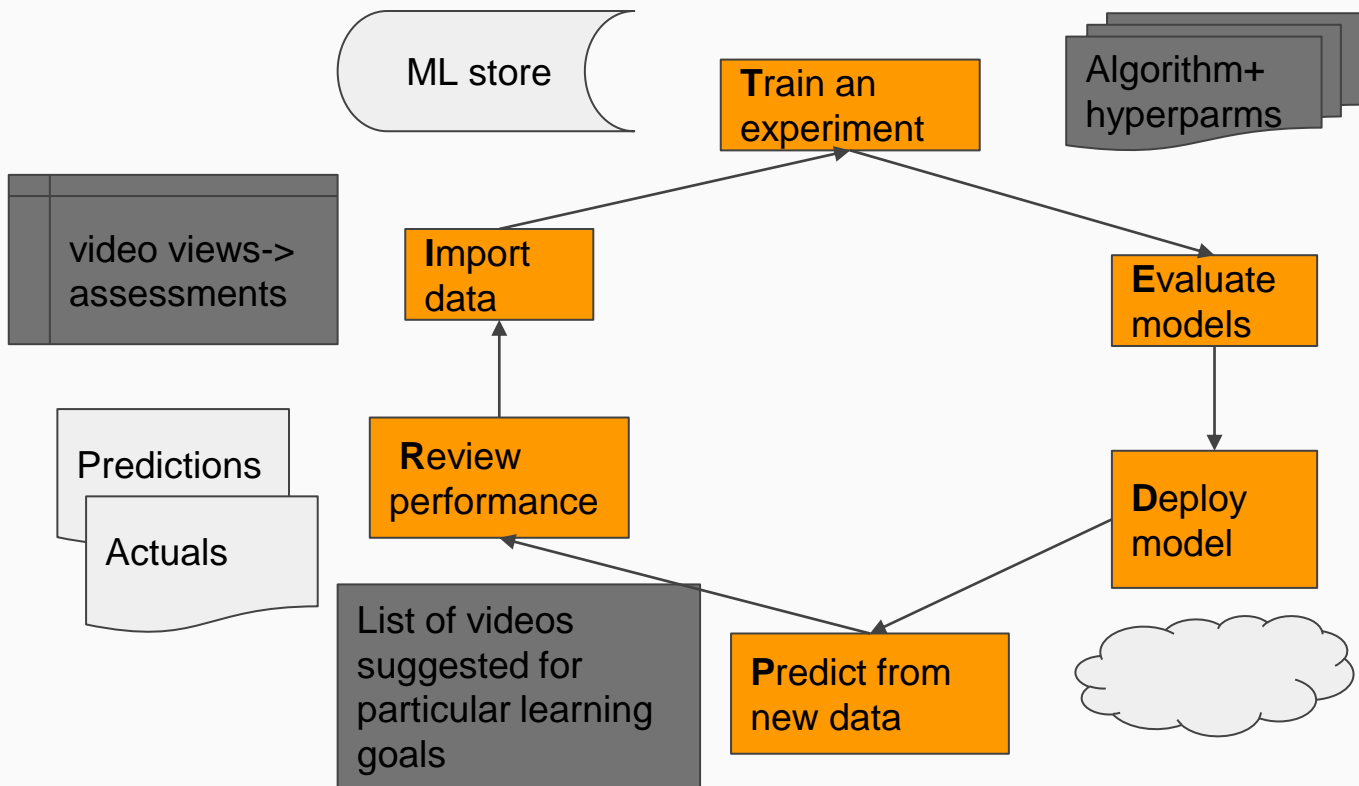 ML store
Train an
experiment
Algorithm+
hyperparms
video views->
assessments
Import
data
Evaluate
models
Predictions
Actuals
Review
performance
Deploy
model
List of videos
suggested for
particular learning
goals
Predict from
new data